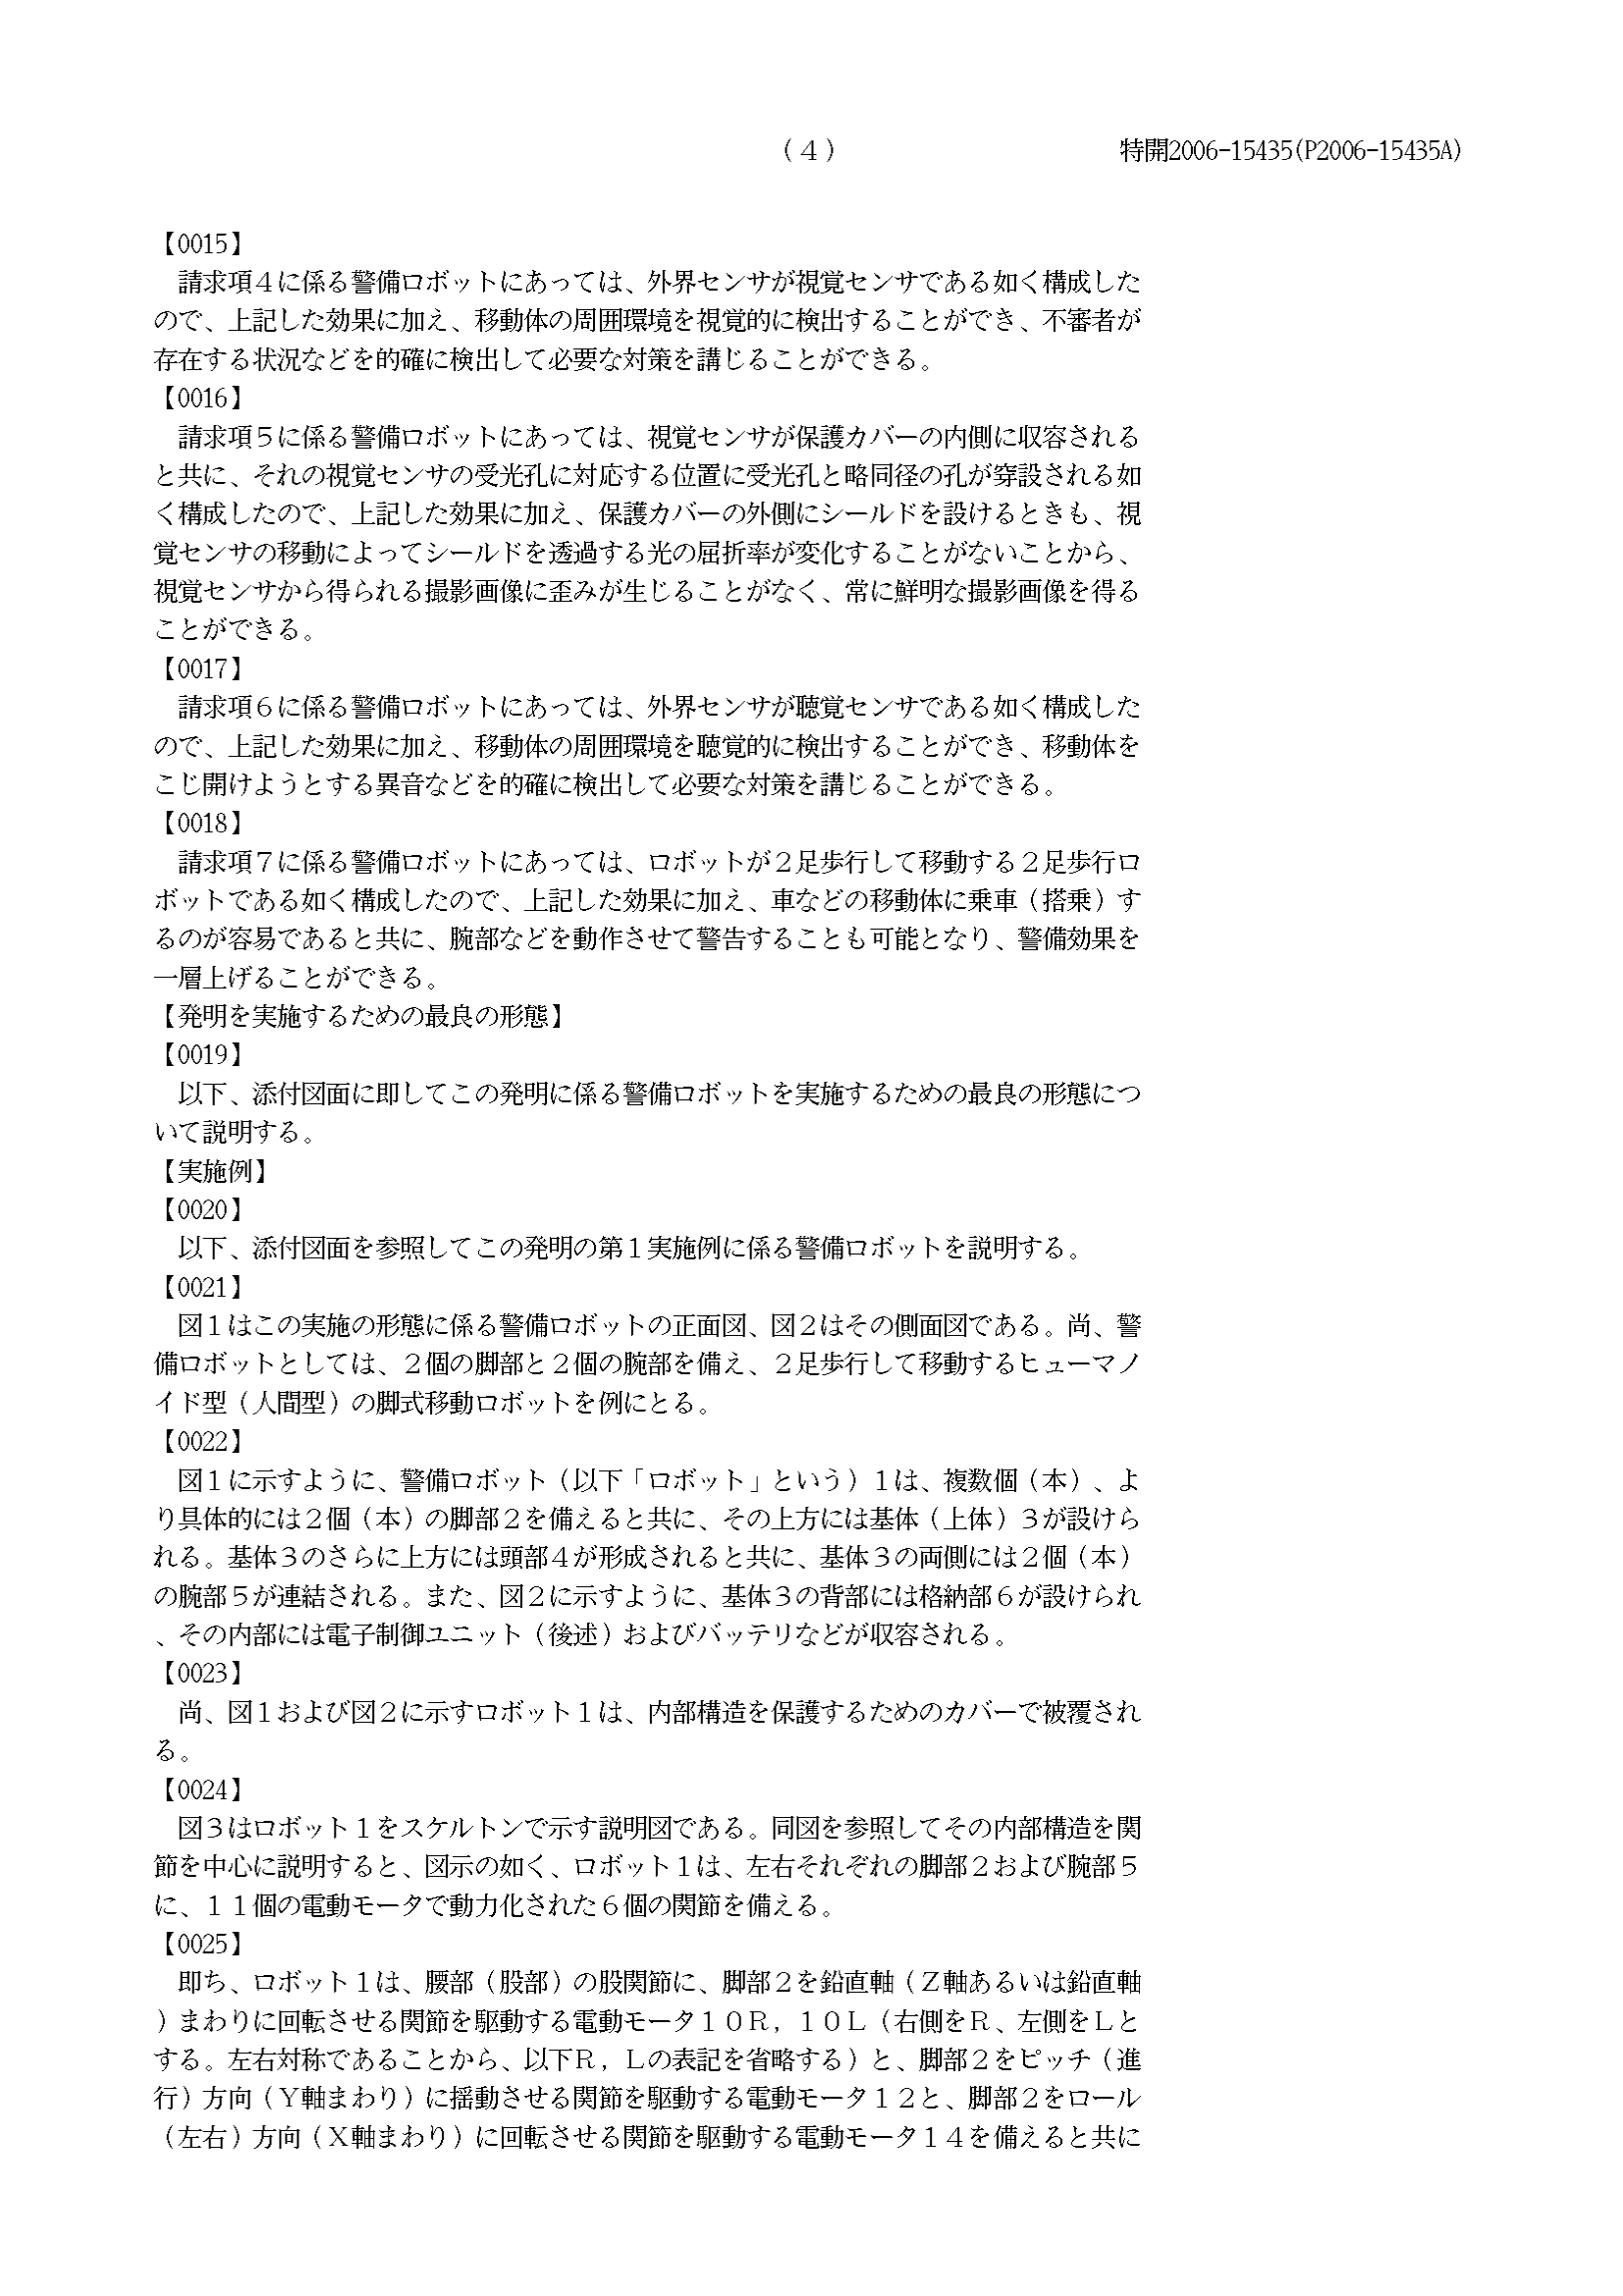 （４）
特開2006-15435(P2006-15435A)
【0015】
　請求項４に係る警備ロボットにあっては、外界センサが視覚センサである如く構成した
ので、上記した効果に加え、移動体の周囲環境を視覚的に検出することができ、不審者が
存在する状況などを的確に検出して必要な対策を講じることができる。
【0016】
　請求項５に係る警備ロボットにあっては、視覚センサが保護カバーの内側に収容される
と共に、それの視覚センサの受光孔に対応する位置に受光孔と略同径の孔が穿設される如
く構成したので、上記した効果に加え、保護カバーの外側にシールドを設けるときも、視
覚センサの移動によってシールドを透過する光の屈折率が変化することがないことから、
視覚センサから得られる撮影画像に歪みが生じることがなく、常に鮮明な撮影画像を得る
ことができる。
【0017】
　請求項６に係る警備ロボットにあっては、外界センサが聴覚センサである如く構成した
ので、上記した効果に加え、移動体の周囲環境を聴覚的に検出することができ、移動体を
こじ開けようとする異音などを的確に検出して必要な対策を講じることができる。
【0018】
　請求項７に係る警備ロボットにあっては、ロボットが２足歩行して移動する２足歩行ロ
ボットである如く構成したので、上記した効果に加え、車などの移動体に乗車（搭乗）す
るのが容易であると共に、腕部などを動作させて警告することも可能となり、警備効果を
一層上げることができる。
【発明を実施するための最良の形態】
【0019】
　以下、添付図面に即してこの発明に係る警備ロボットを実施するための最良の形態につ
いて説明する。
【実施例】
【0020】
　以下、添付図面を参照してこの発明の第１実施例に係る警備ロボットを説明する。
【0021】
　図１はこの実施の形態に係る警備ロボットの正面図、図２はその側面図である。尚、警
備ロボットとしては、２個の脚部と２個の腕部を備え、２足歩行して移動するヒューマノ
イド型（人間型）の脚式移動ロボットを例にとる。
【0022】
　図１に示すように、警備ロボット（以下「ロボット」という）１は、複数個（本）、よ
り具体的には２個（本）の脚部２を備えると共に、その上方には基体（上体）３が設けら
れる。基体３のさらに上方には頭部４が形成されると共に、基体３の両側には２個（本）
の腕部５が連結される。また、図２に示すように、基体３の背部には格納部６が設けられ
、その内部には電子制御ユニット（後述）およびバッテリなどが収容される。
【0023】
　尚、図１および図２に示すロボット１は、内部構造を保護するためのカバーで被覆され
る。
【0024】
　図３はロボット１をスケルトンで示す説明図である。同図を参照してその内部構造を関
節を中心に説明すると、図示の如く、ロボット１は、左右それぞれの脚部２および腕部５
に、１１個の電動モータで動力化された６個の関節を備える。
【0025】
　即ち、ロボット１は、腰部（股部）の股関節に、脚部２を鉛直軸（Ｚ軸あるいは鉛直軸
）まわりに回転させる関節を駆動する電動モータ１０Ｒ，１０Ｌ（右側をＲ、左側をＬと
する。左右対称であることから、以下Ｒ，Ｌの表記を省略する）と、脚部２をピッチ（進
行）方向（Ｙ軸まわり）に揺動させる関節を駆動する電動モータ１２と、脚部２をロール
（左右）方向（Ｘ軸まわり）に回転させる関節を駆動する電動モータ１４を備えると共に